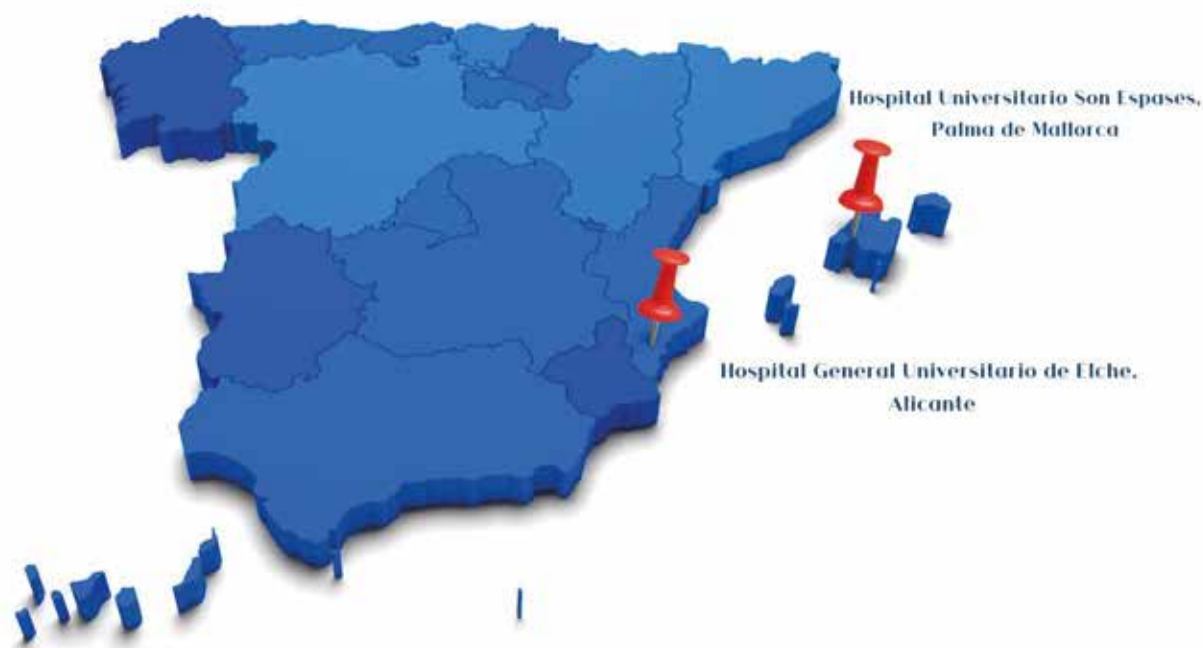 Hospital Universitario Son Espases,
Palma de Mallorca
Hospital General Universitario de Elche,
Alicante